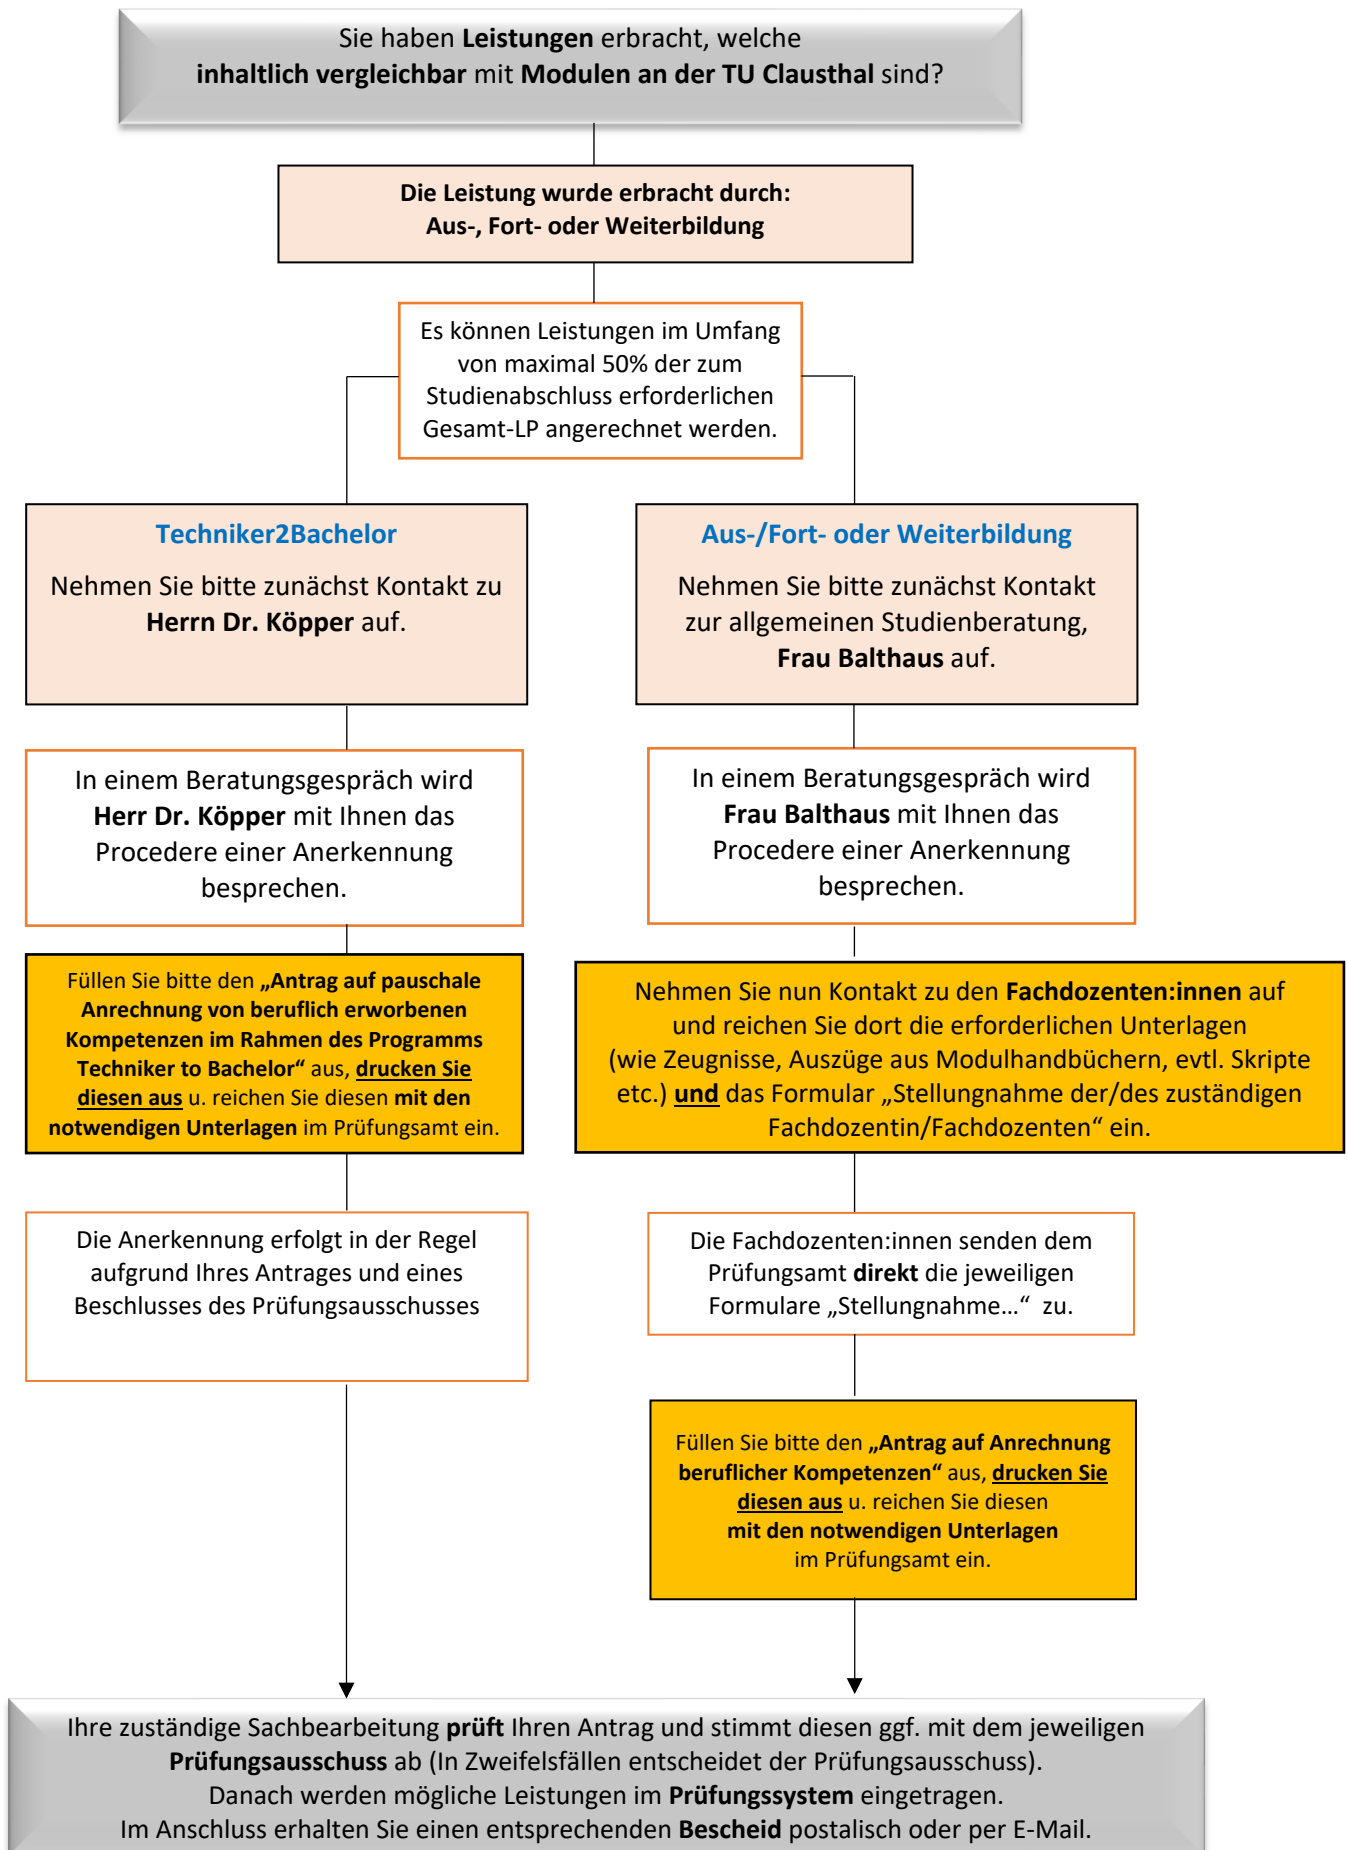 Sie haben Leistungen erbracht, welche
inhaltlich vergleichbar mit Modulen an der TU Clausthal sind?
Die Leistung wurde erbracht durch:
Aus-, Fort- oder Weiterbildung
Es können Leistungen im Umfang
von maximal 50% der zum
Studienabschluss erforderlichen
Gesamt-LP angerechnet werden.
Techniker2Bachelor
Nehmen Sie bitte zunächst Kontakt zu
Herrn Dr. Köpper auf.
Aus-/Fort- oder Weiterbildung
Nehmen Sie bitte zunächst Kontakt
zur allgemeinen Studienberatung,
Frau Balthaus auf.
In einem Beratungsgespräch wird
Herr Dr. Köpper mit Ihnen das
Procedere einer Anerkennung
besprechen.
In einem Beratungsgespräch wird
Frau Balthaus mit Ihnen das
Procedere einer Anerkennung
besprechen.
Füllen Sie bitte den „Antrag auf pauschale
Anrechnung von beruflich erworbenen
Kompetenzen im Rahmen des Programms
Techniker to Bachelor“ aus, drucken Sie
diesen aus u. reichen Sie diesen mit den
notwendigen Unterlagen im Prüfungsamt ein.
Nehmen Sie nun Kontakt zu den Fachdozenten:innen auf
und reichen Sie dort die erforderlichen Unterlagen
(wie Zeugnisse, Auszüge aus Modulhandbüchern, evtl. Skripte
etc.) und das Formular „Stellungnahme der/des zuständigen
Fachdozentin/Fachdozenten“ ein.
Die Anerkennung erfolgt in der Regel
aufgrund Ihres Antrages und eines
Beschlusses des Prüfungsausschusses
Die Fachdozenten:innen senden dem
Prüfungsamt direkt die jeweiligen
Formulare „Stellungnahme…“ zu.
Füllen Sie bitte den „Antrag auf Anrechnung
beruflicher Kompetenzen“ aus, drucken Sie
diesen aus u. reichen Sie diesen
mit den notwendigen Unterlagen
im Prüfungsamt ein.
Ihre zuständige Sachbearbeitung prüft Ihren Antrag und stimmt diesen ggf. mit dem jeweiligen
Prüfungsausschuss ab (In Zweifelsfällen entscheidet der Prüfungsausschuss).
Danach werden mögliche Leistungen im Prüfungssystem eingetragen.
Im Anschluss erhalten Sie einen entsprechenden Bescheid postalisch oder per E-Mail.